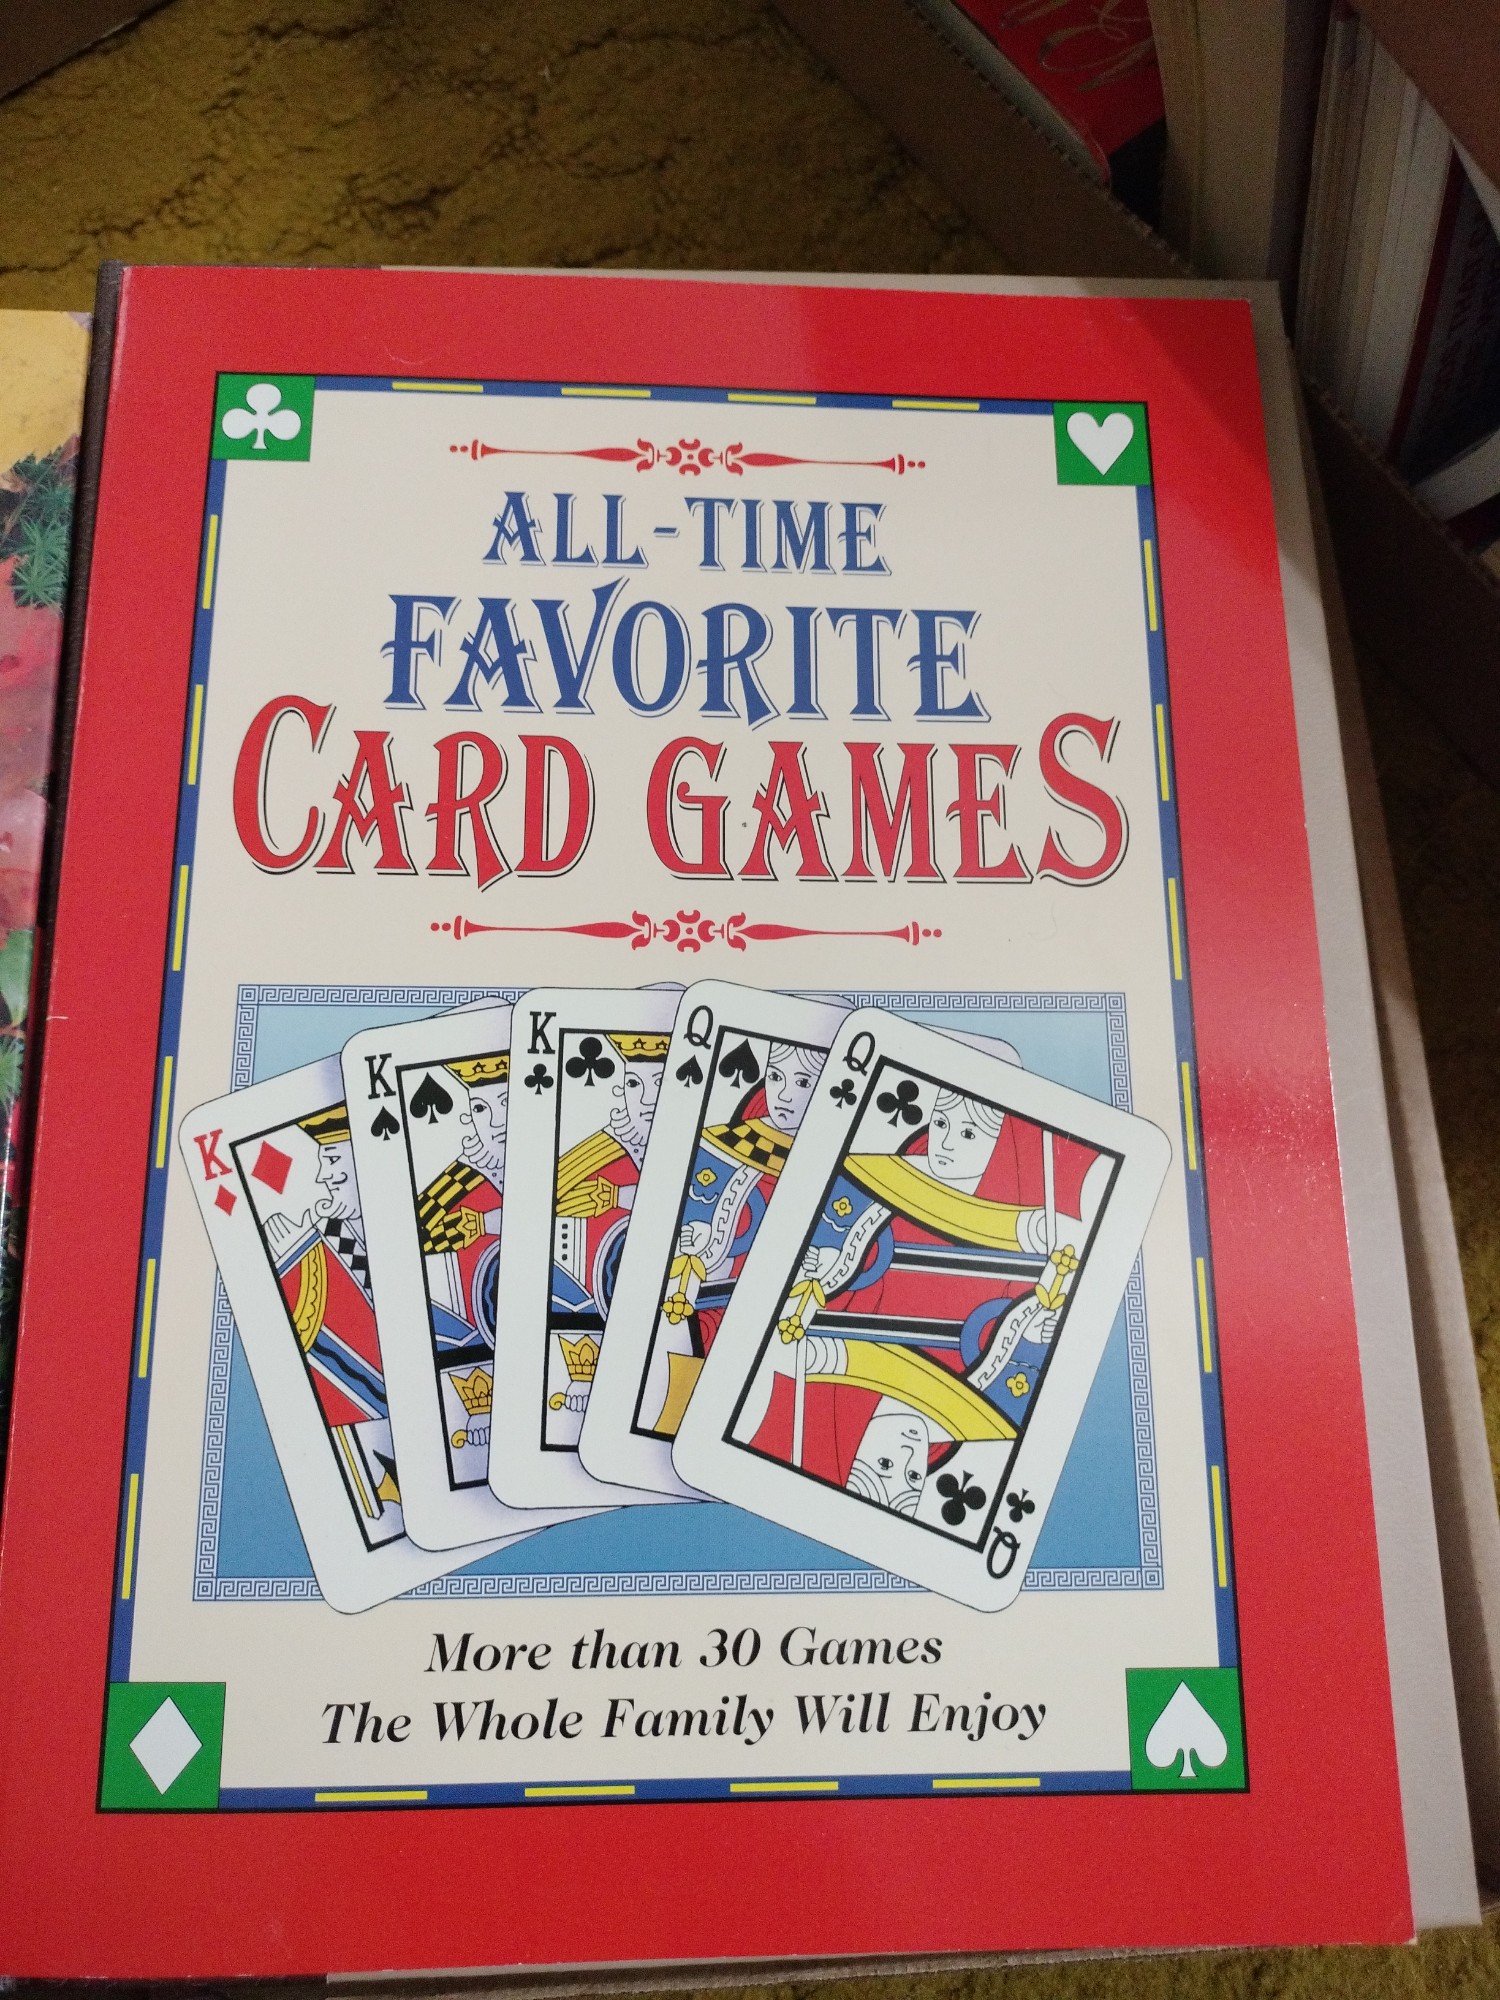 ALL-TIME
FAVORITE
CARD GAMES
K
K
K
Q
Q
Q
More than 30 Games
The Whole Family Will Enjoy